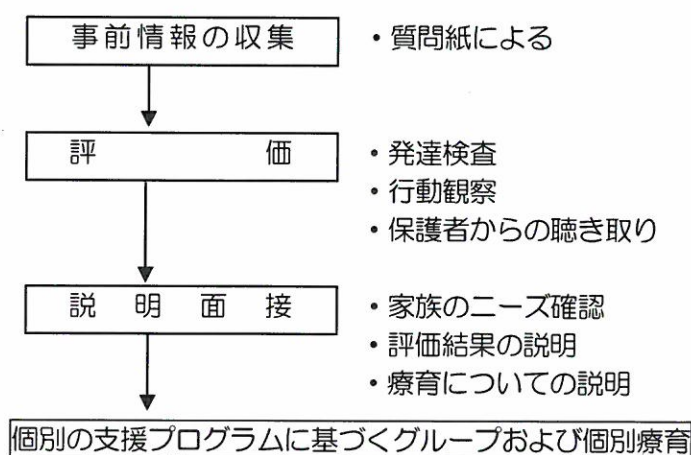 事前情報の収集
・質問紙による
評価
・発達検査
・行動観察
・保護者からの聴き取り
説明面接
・家族のニーズ確認
・評価結果の説明
・療育についての説明
個別の支援プログラムに基づくグループおよび個別療育